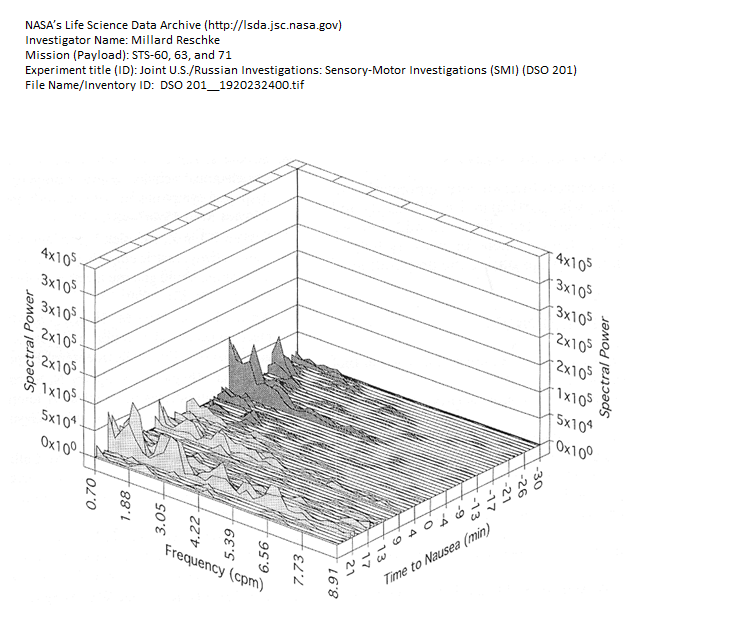 NASA's Life Science Data Archive (http://lsda.jsc.nasa.gov)
Investigator Name: Millard Reschke
Mission (Payload): STS-60, 63, and 71
Experiment title (ID): Joint U.S./Russian Investigations: Sensory-Motor Investigations (SMI) (DSO 201)
File Name/Inventory ID:  DSO 201__1920232400.tif
Spectral Power
4x10⁵
3x10⁵
3x10⁵
2x10⁵
2x10⁵
1x10⁵
5x10⁴
0x10⁰
4x10⁵
3x10⁵
3x10⁵
2x10⁵
2x10⁵
1x10⁵
5x10⁴
0x10⁰
Spectral Power
0.70
1.88
3.05
4.22
5.39
6.56
7.73
8.91
Frequency (cpm)
21
17
13
9
4
0
-4
-9
-13
-17
-21
-26
-30
Time to Nausea (min)